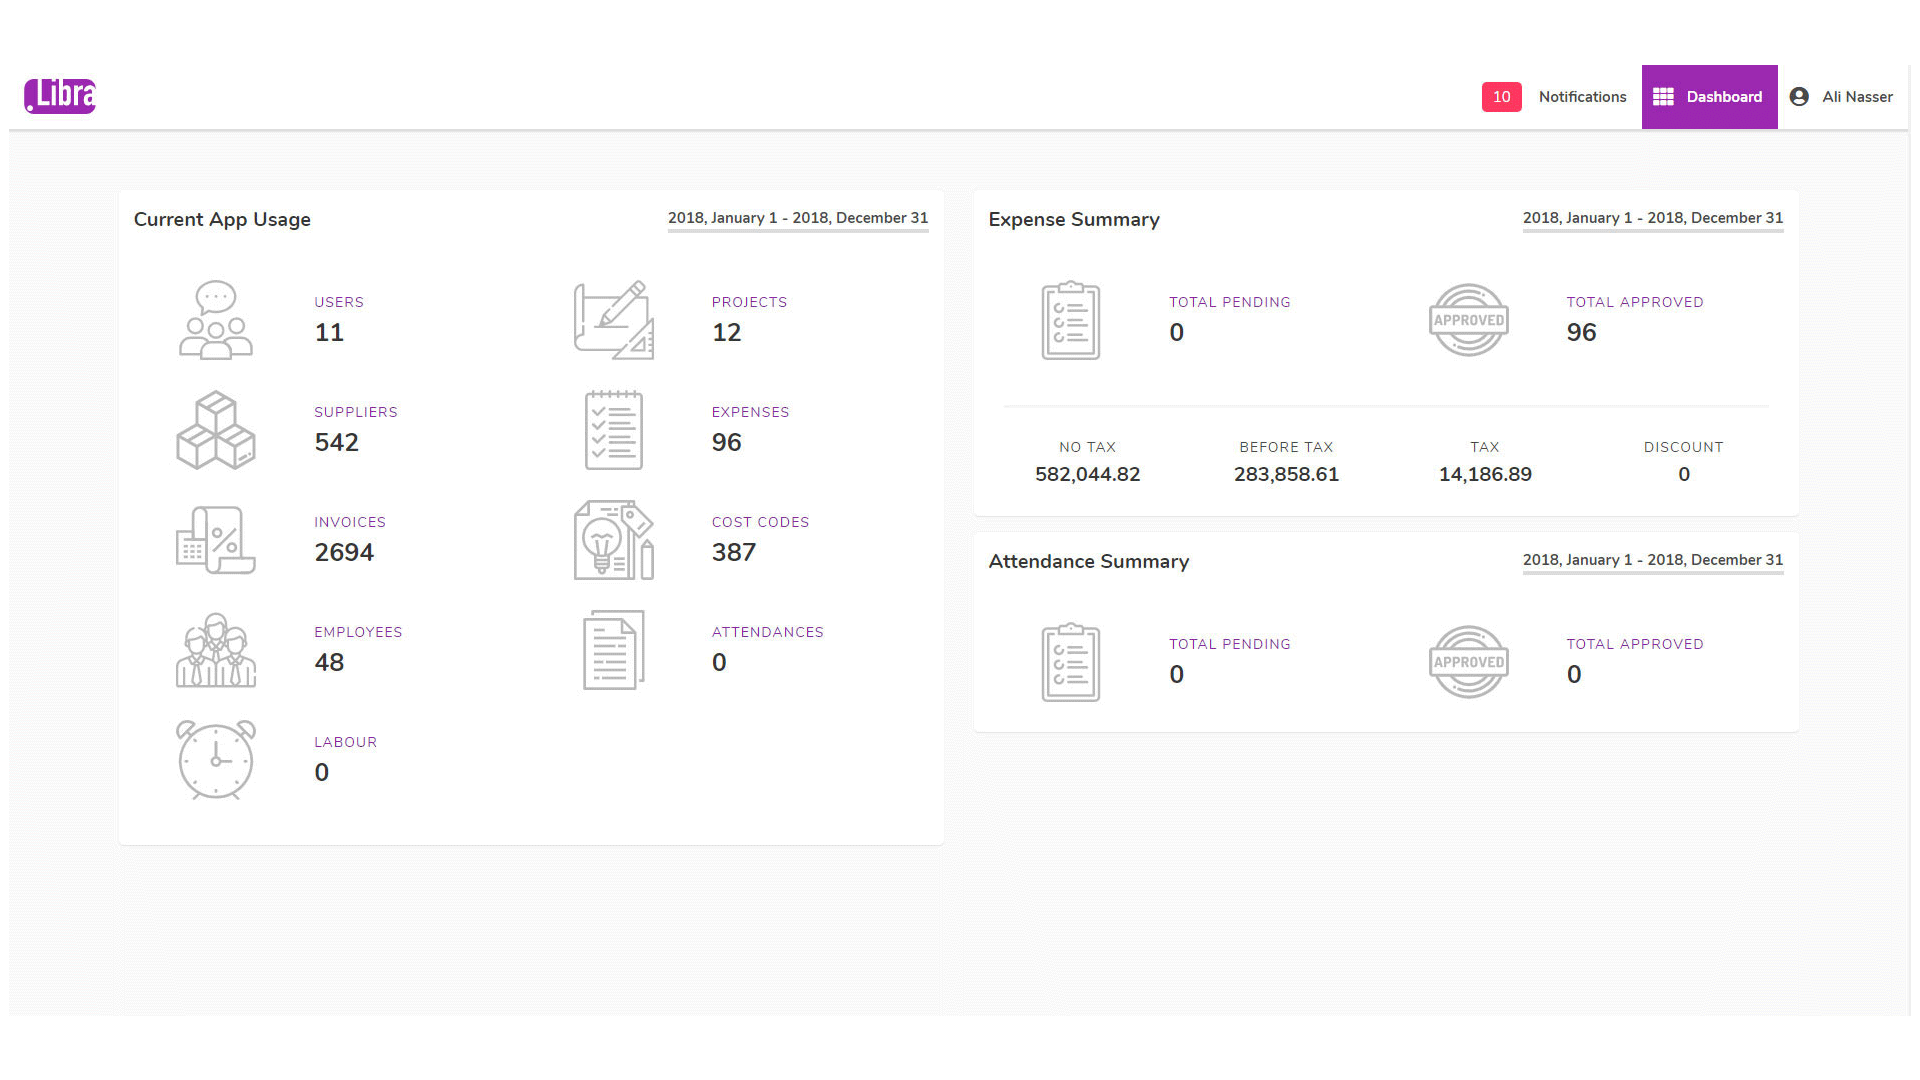 .Libra
10 Notifications Dashboard Ali Nasser
Current App Usage 2018, January 1 - 2018, December 31
USERS
11
PROJECTS
12
SUPPLIERS
542
EXPENSES
96
INVOICES
2694
COST CODES
387
EMPLOYEES
48
ATTENDANCES
0
LABOUR
0
Expense Summary 2018, January 1 - 2018, December 31
TOTAL PENDING
0
APPROVED
TOTAL APPROVED
96
NO TAX
582,044.82
BEFORE TAX
283,858.61
TAX
14,186.89
DISCOUNT
0
Attendance Summary 2018, January 1 - 2018, December 31
TOTAL PENDING
0
APPROVED
TOTAL APPROVED
0